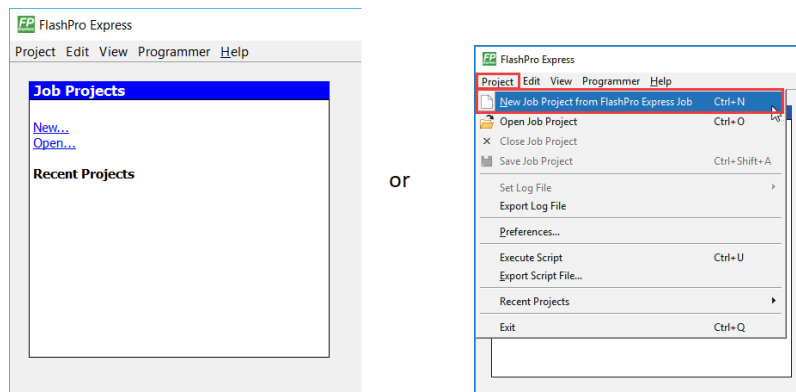 FP FlashPro Express
Project Edit View Programmer Help
Job Projects
New...
Open...
Recent Projects
or
FP FlashPro Express
Project Edit View Programmer Help
New Job Project from FlashPro Express Job Ctrl+N
Open Job Project Ctrl+O
Close Job Project
Save Job Project Ctrl+Shift+A
Set Log File
Export Log File
Preferences...
Execute Script Ctrl+U
Export Script File...
Recent Projects
Exit Ctrl+Q